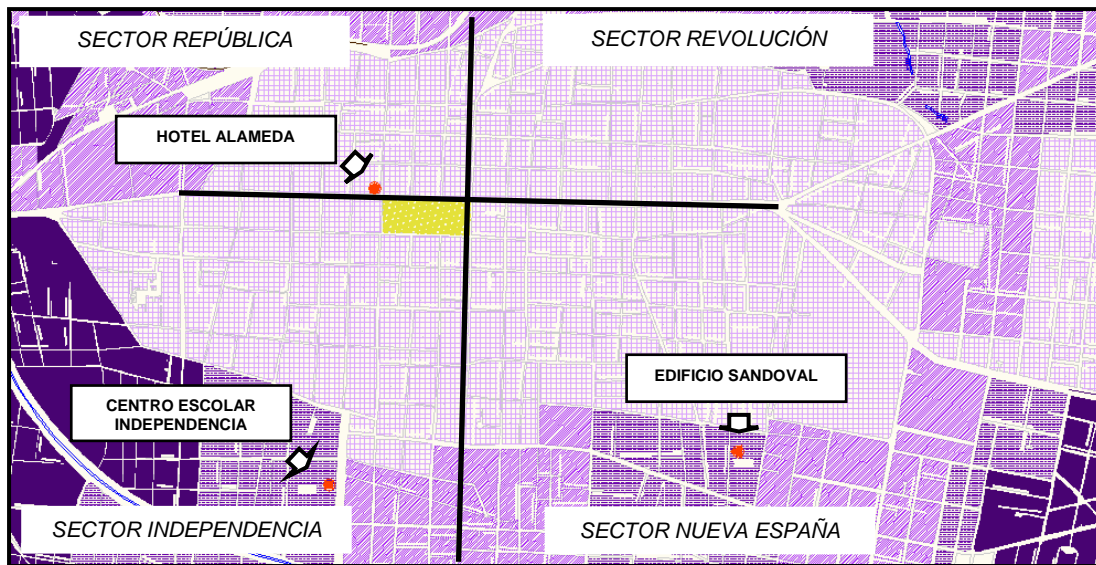 SECTOR REPÚBLICA
SECTOR REVOLUCIÓN
HOTEL ALAMEDA
EDIFICIO SANDOVAL
CENTRO ESCOLAR
INDEPENDENCIA
SECTOR INDEPENDENCIA
SECTOR NUEVA ESPAÑA